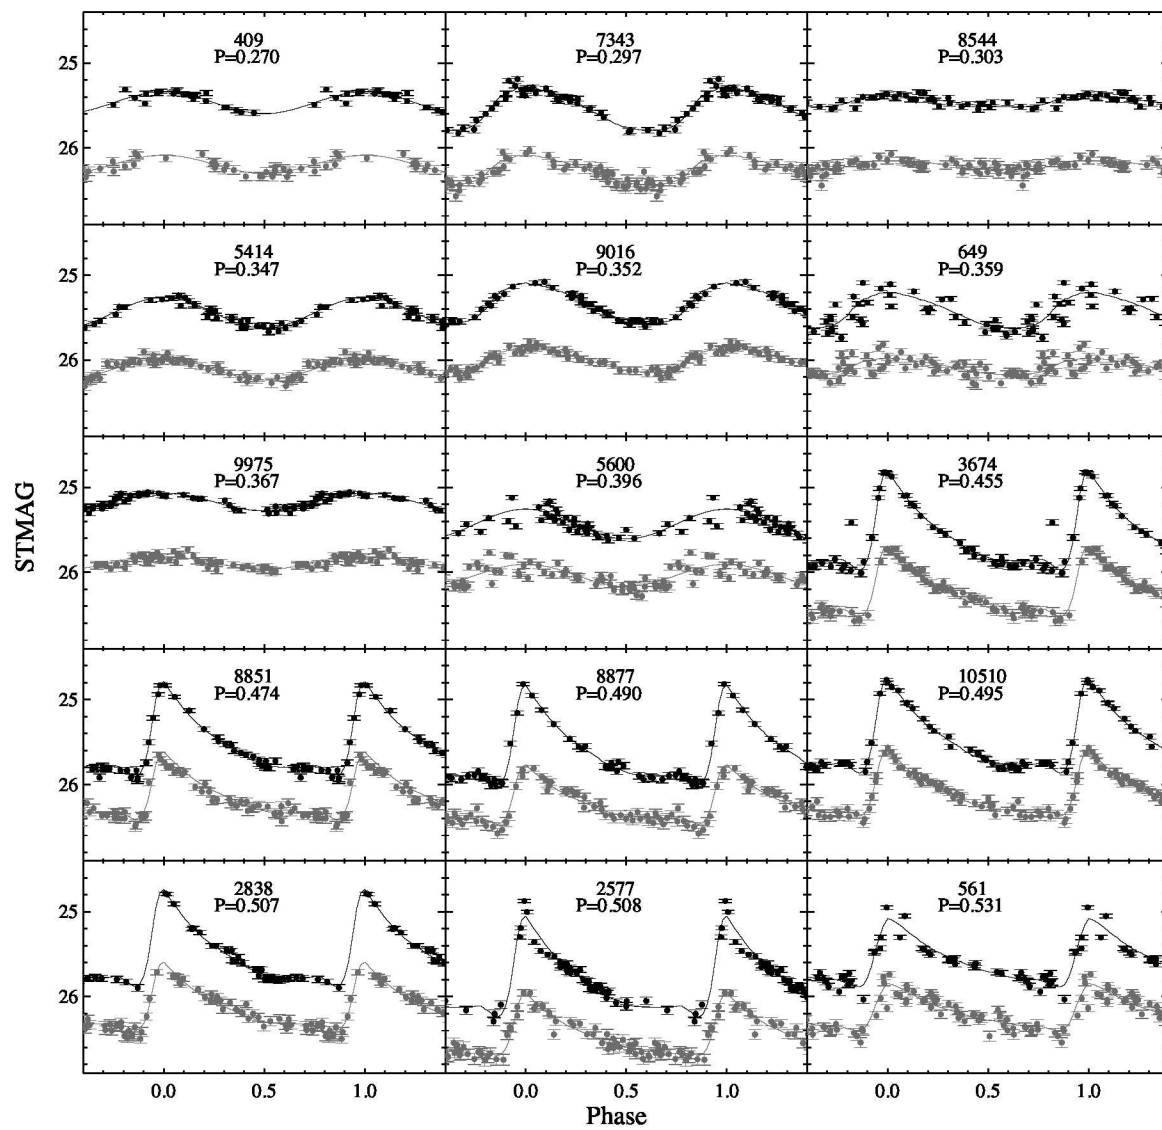 409
P=0.270
7343
P=0.297
8544
P=0.303
25
26
5414
P=0.347
9016
P=0.352
649
P=0.359
25
26
9975
P=0.367
5600
P=0.396
3674
P=0.455
25
26
STMAG
8851
P=0.474
8877
P=0.490
10510
P=0.495
25
26
2838
P=0.507
2577
P=0.508
561
P=0.531
25
26
0.0 0.5 1.0 0.0 0.5 1.0 0.0 0.5 1.0
Phase